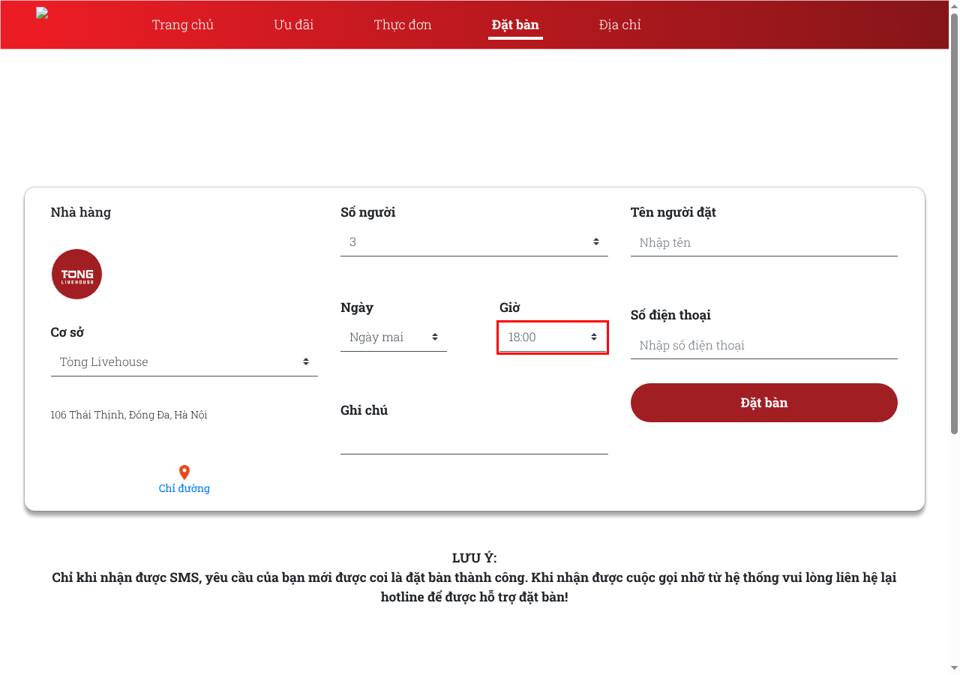 Trang chủ
Ưu đãi
Thực đơn
Đặt bàn
Địa chỉ
Nhà hàng
TONG
LIVEHOUSE
Cơ sở
Tòng Livehouse
106 Thái Thịnh, Đống Đa, Hà Nội
Chỉ đường
Số người
3
Ngày
Ngày mai
Giờ
18:00
Ghi chú
Tên người đặt
Nhập tên
Số điện thoại
Nhập số điện thoại
Đặt bàn
LƯU Ý:
Chỉ khi nhận được SMS, yêu cầu của bạn mới được coi là đặt bàn thành công. Khi nhận được cuộc gọi nhỡ từ hệ thống vui lòng liên hệ lại
hotline để được hỗ trợ đặt bàn!